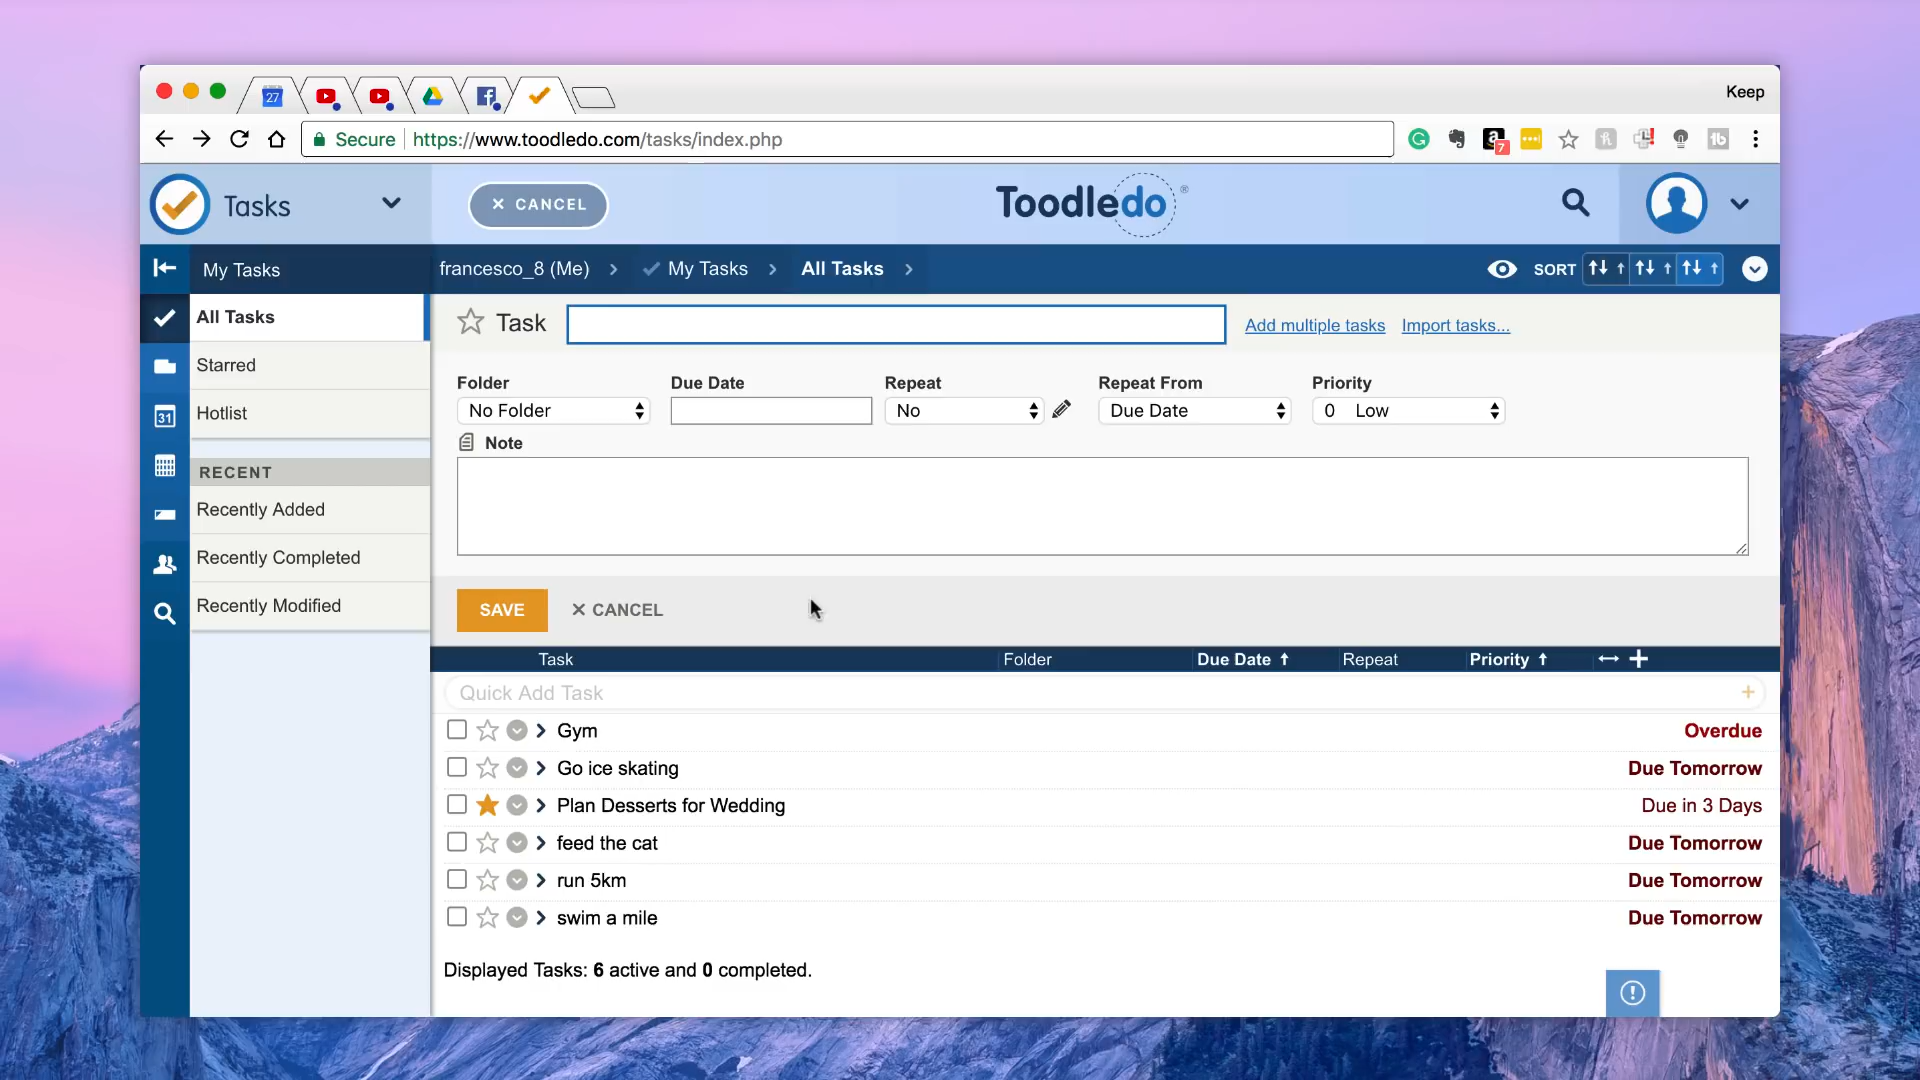 27
Keep
Secure https://www.toodledo.com/tasks/index.php
7
Tasks
× CANCEL
Toodledo®
My Tasks
francesco_8 (Me) > My Tasks > All Tasks >
SORT
All Tasks
Starred
Hotlist
31
RECENT
Recently Added
Recently Completed
Recently Modified
Task
Add multiple tasks Import tasks...
Folder Due Date Repeat Repeat From Priority
No Folder No Due Date 0 Low
Note
SAVE × CANCEL
Task Folder Due Date ↑ Repeat Priority ↑
Quick Add Task +
Gym Overdue
Go ice skating Due Tomorrow
Plan Desserts for Wedding Due in 3 Days
feed the cat Due Tomorrow
run 5km Due Tomorrow
swim a mile Due Tomorrow
Displayed Tasks: 6 active and 0 completed.